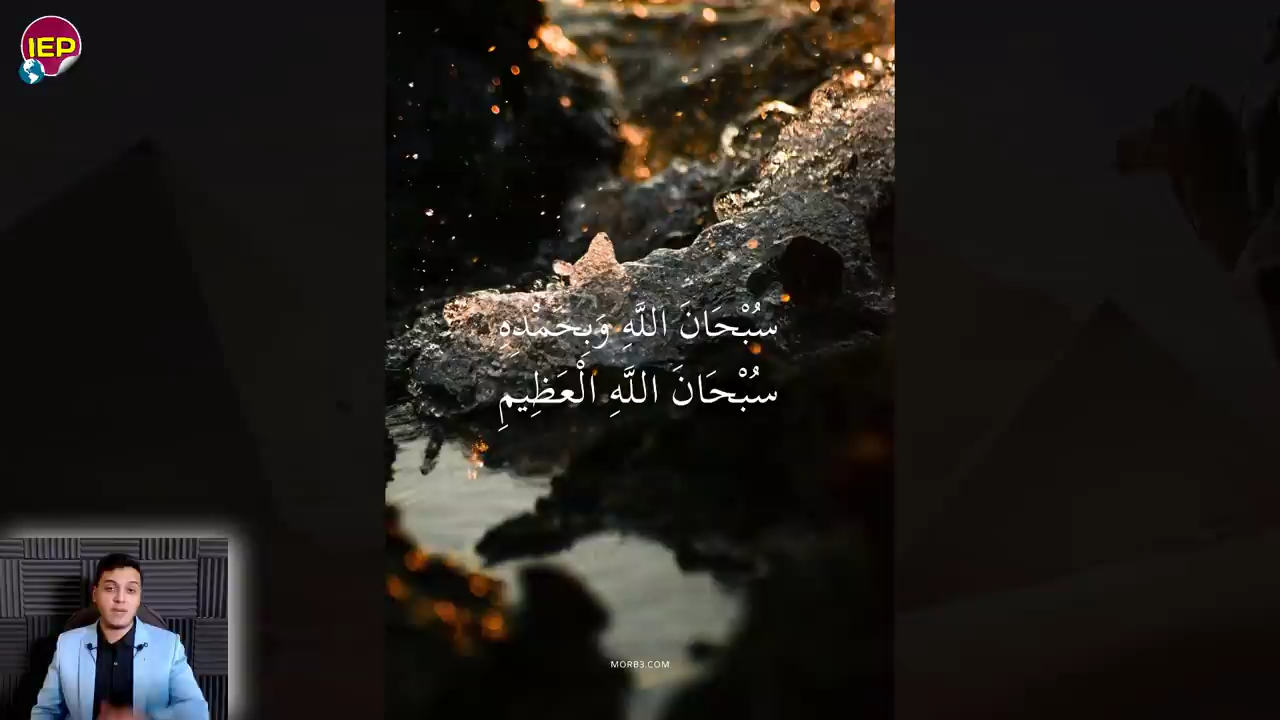 IEP
سُبْحَانَ اللَّهِ وَبِحَمْدِهِ
سُبْحَانَ اللَّهِ الْعَظِيمِ
MORB3.COM